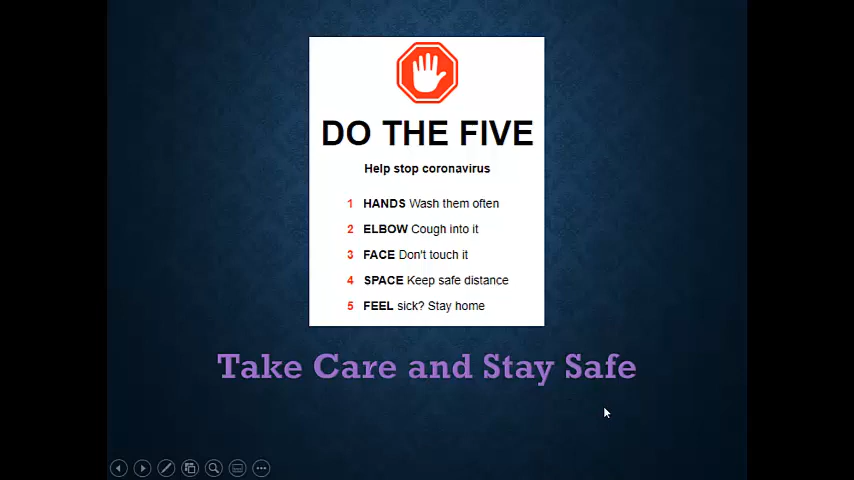 DO THE FIVE
Help stop coronavirus
1 HANDS Wash them often
2 ELBOW Cough into it
3 FACE Don't touch it
4 SPACE Keep safe distance
5 FEEL sick? Stay home
Take Care and Stay Safe